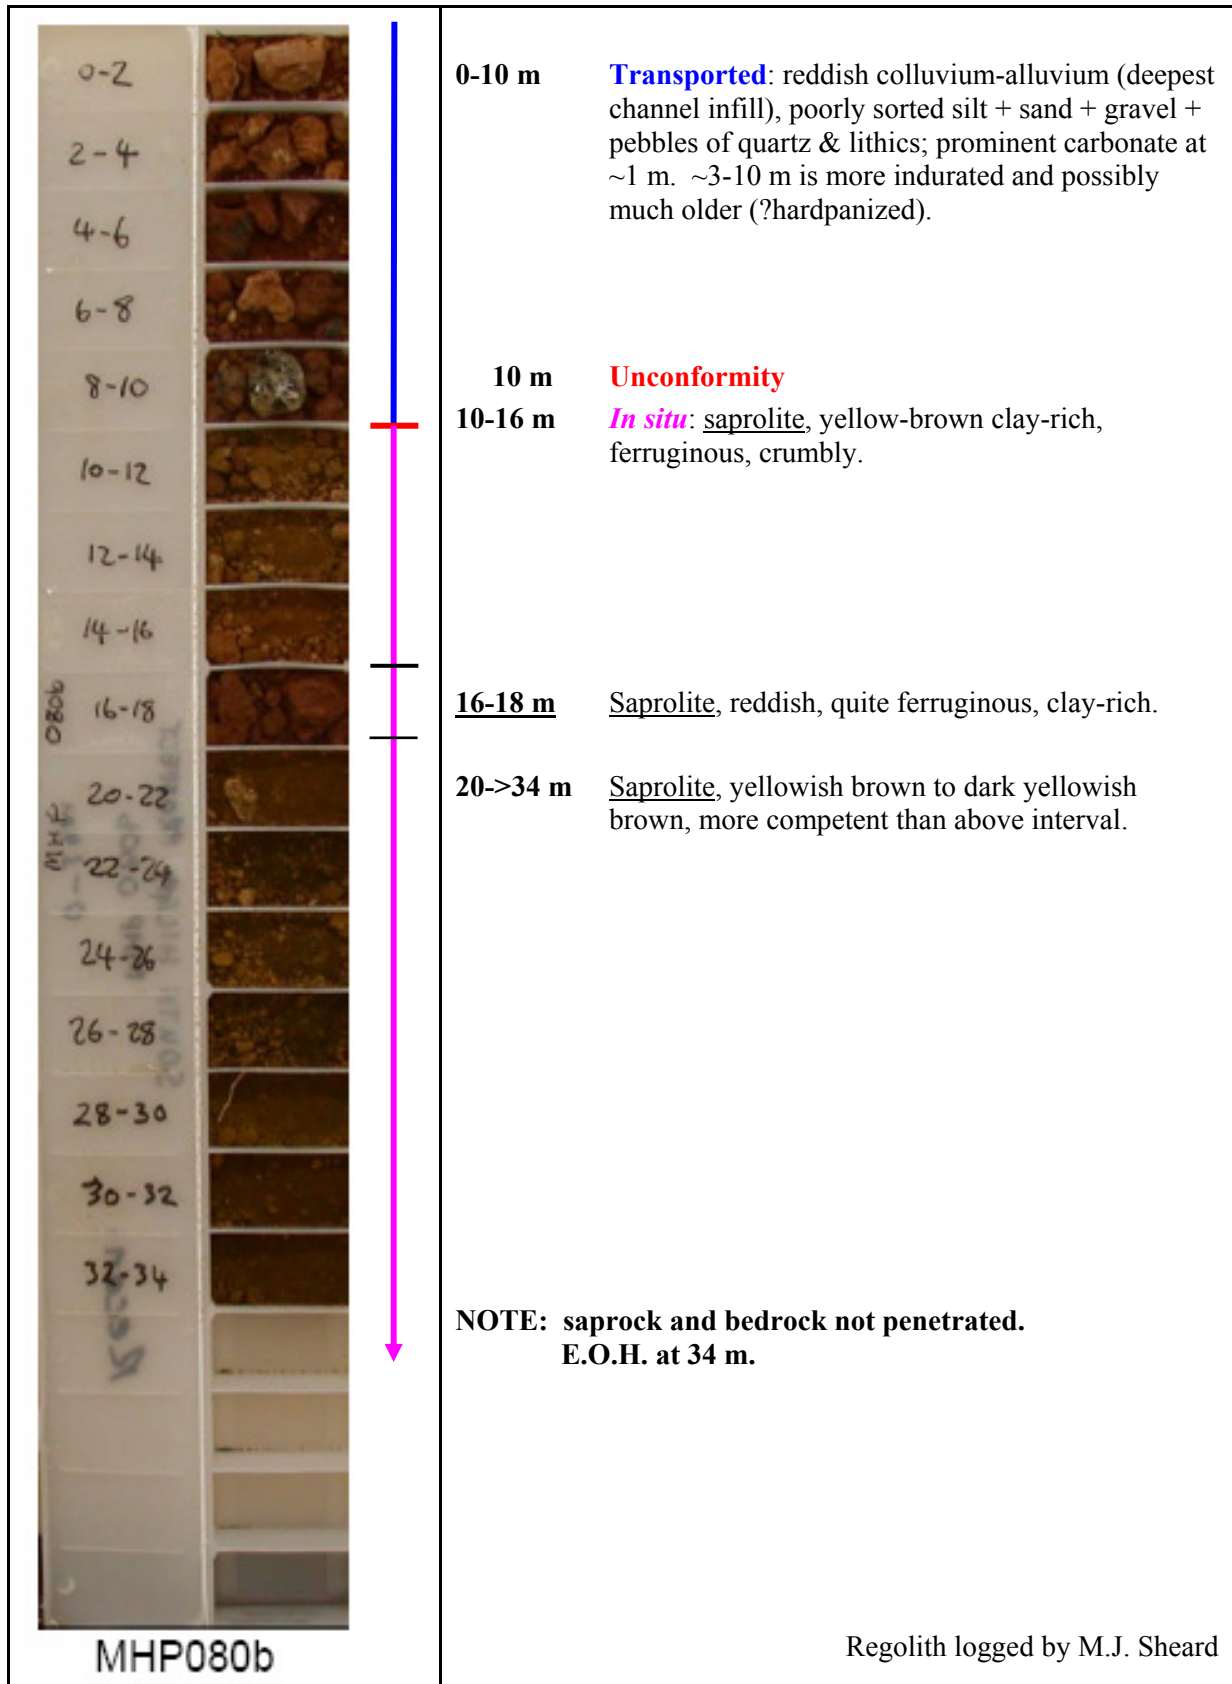 0-2
2-4
4-6
6-8
8-10
10-12
12-14
14-16
16-18
20-22
22-24
24-26
26-28
28-30
30-32
32-34
MHP 080b
MHP080b
0-10 m Transported: reddish colluvium-alluvium (deepest
channel infill), poorly sorted silt + sand + gravel +
pebbles of quartz & lithics; prominent carbonate at
~1 m. ~3-10 m is more indurated and possibly
much older (?hardpanized).
10 m Unconformity
10-16 m In situ: saprolite, yellow-brown clay-rich,
ferruginous, crumbly.
16-18 m Saprolite, reddish, quite ferruginous, clay-rich.
20->34 m Saprolite, yellowish brown to dark yellowish
brown, more competent than above interval.
NOTE: saprock and bedrock not penetrated.
E.O.H. at 34 m.
Regolith logged by M.J. Sheard